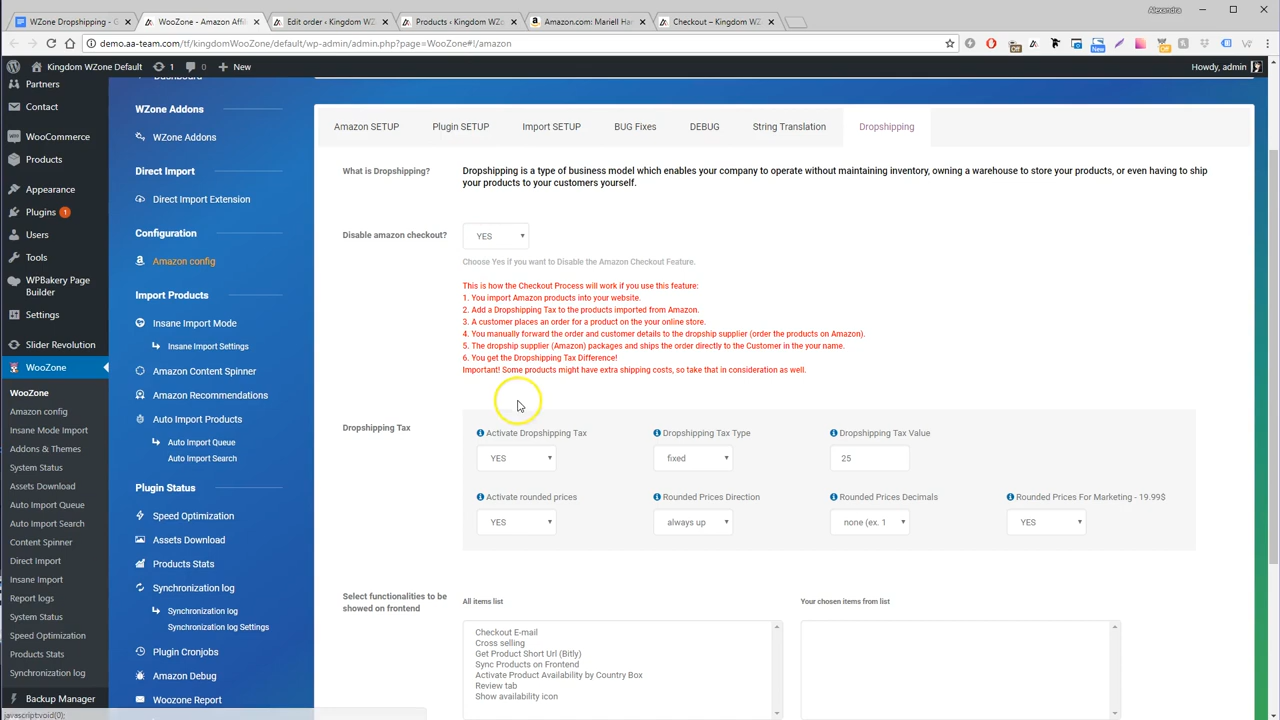 Alexandra
WooZone - Google Docs
WooZone - Amazon Affi
Edit order ‹ Kingdom WZ
Products ‹ Kingdom WZ
Amazon.com: Mariell Ha
Checkout – Kingdom WZ
demo.aa-team.com/tf/kingdomWooZone/default/wp-admin/admin.php?page=WooZone#!/amazon
Kingdom WZone Default
1
0
New
Howdy, admin
Partners
Contact
WooCommerce
Products
Appearance
Plugins 1
Users
Tools
WPBakery Page
Builder
Settings
Slider Revolution
WooZone
WooZone
Amazon config
Insane Mode Import
Addons & Themes
System Status
Assets Download
Auto Import Queue
Auto Import Search
Content Spinner
Direct Import
Insane Import
Report logs
System Status
Speed Optimization
Products Stats
Synchronization log
Backup Manager
javascript:void(0);
Dashboard
WZone Addons
WZone Addons
Direct Import
Direct Import Extension
Configuration
Amazon config
Import Products
Insane Import Mode
Insane Import Settings
Amazon Content Spinner
Amazon Recommendations
Auto Import Products
Auto Import Queue
Auto Import Search
Plugin Status
Speed Optimization
Assets Download
Products Stats
Synchronization log
Synchronization log
Synchronization log Settings
Plugin Cronjobs
Amazon Debug
Woozone Report
Amazon SETUP
Plugin SETUP
Import SETUP
BUG Fixes
DEBUG
String Translation
Dropshipping
What is Dropshipping?
Dropshipping is a type of business model which enables your company to operate without maintaining inventory, owning a warehouse to store your products, or even having to ship
your products to your customers yourself.
Disable amazon checkout?
YES
Choose Yes if you want to Disable the Amazon Checkout Feature.
This is how the Checkout Process will work if you use this feature:
1. You import Amazon products into your website.
2. Add a Dropshipping Tax to the products imported from Amazon.
3. A customer places an order for a product on the your online store.
4. You manually forward the order and customer details to the dropship supplier (order the products on Amazon).
5. The dropship supplier (Amazon) packages and ships the order directly to the Customer in the your name.
6. You get the Dropshipping Tax Difference!
Important! Some products might have extra shipping costs, so take that in consideration as well.
Dropshipping Tax
Activate Dropshipping Tax
Dropshipping Tax Type
Dropshipping Tax Value
YES
fixed
25
Activate rounded prices
Rounded Prices Direction
Rounded Prices Decimals
Rounded Prices For Marketing - 19.99$
YES
always up
none (ex. 1
YES
Select functionalities to be
showed on frontend
All items list
Your chosen items from list
Checkout E-mail
Cross selling
Get Product Short Url (Bitly)
Sync Products on Frontend
Activate Product Availability by Country Box
Review tab
Show availability icon